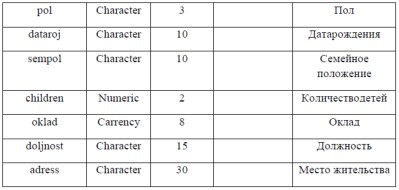 pol Character 3 Пол
dataroj Character 10 Датарождения
sempol Character 10 Семейное
положение
children Numeric 2 Количестводетей
oklad Carrency 8 Оклад
doljnost Character 15 Должность
adress Character 30 Место жительства